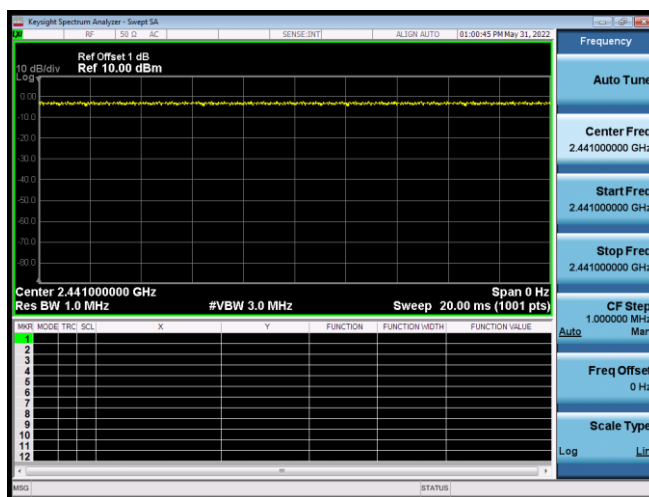 Keysight Spectrum Analyzer - Swept SA
RF 50 Ω AC SENSE:INT ALIGN AUTO 01:00:45 PM May 31, 2022
Ref Offset 1 dB
10 dB/div Ref 10.00 dBm
Log
0.00
-10.0
-20.0
-30.0
-40.0
-50.0
-60.0
-70.0
-80.0
Center 2.441000000 GHz Span 0 Hz
Res BW 1.0 MHz #VBW 3.0 MHz Sweep 20.00 ms (1001 pts)
MKR MODE TRC SCL X Y FUNCTION FUNCTION WIDTH FUNCTION VALUE
1
2
3
4
5
6
7
8
9
10
11
12
MSG STATUS
Frequency
Auto Tune
Center Freq
2.441000000 GHz
Start Freq
2.441000000 GHz
Stop Freq
2.441000000 GHz
CF Step
1.000000 MHz
Auto Man
Freq Offset
0 Hz
Scale Type
Log Lin